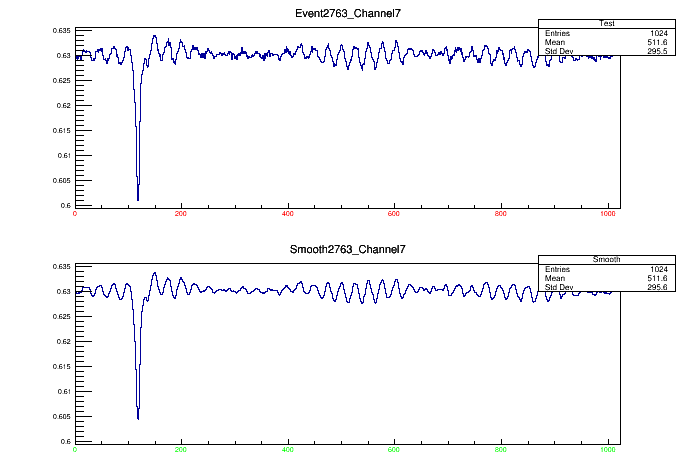 Event2763_Channel7
Test
Entries 1024
Mean 511.6
Std Dev 295.5
0.635
0.63
0.625
0.62
0.615
0.61
0.605
0.6
0 200 400 600 800 1000
Smooth2763_Channel7
Smooth
Entries 1024
Mean 511.6
Std Dev 295.6
0.635
0.63
0.625
0.62
0.615
0.61
0.605
0.6
0 200 400 600 800 1000